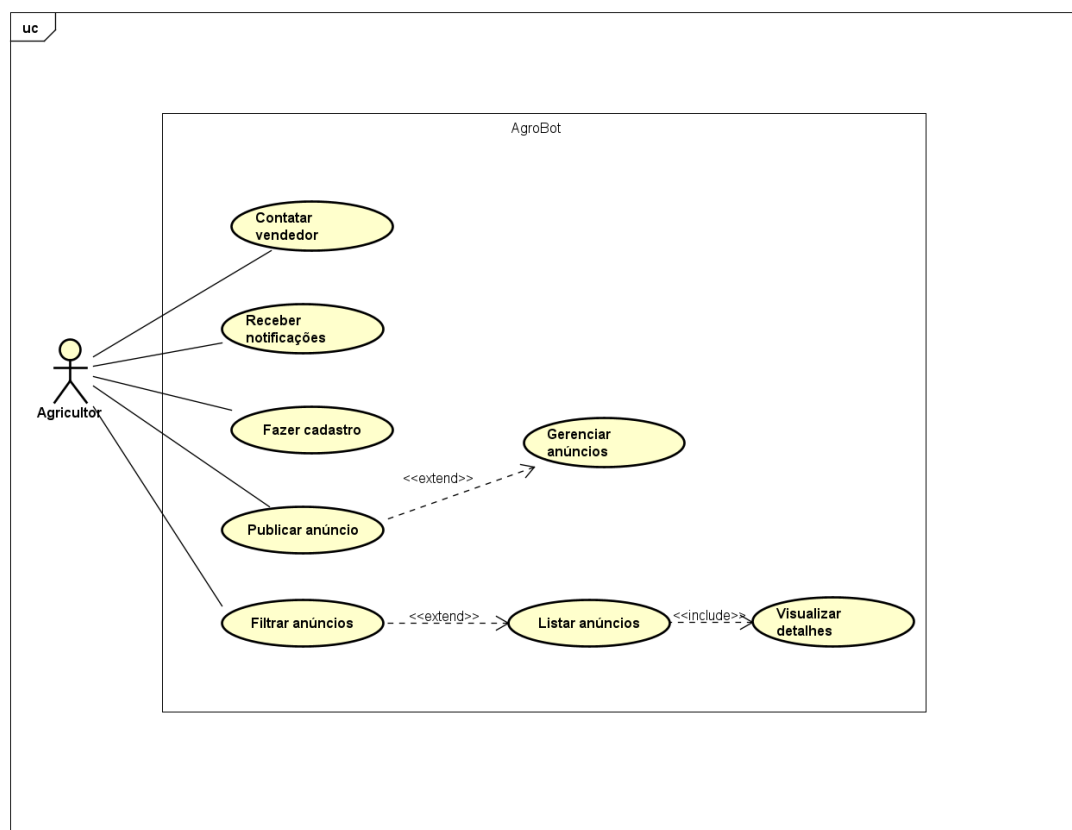 uc
AgroBot
Contatar
vendedor
Receber
notificações
Agricultor
Fazer cadastro
Gerenciar
anúncios
<<extend>>
Publicar anúncio
Filtrar anúncios
<<extend>>
Listar anúncios
<<include>>
Visualizar
detalhes